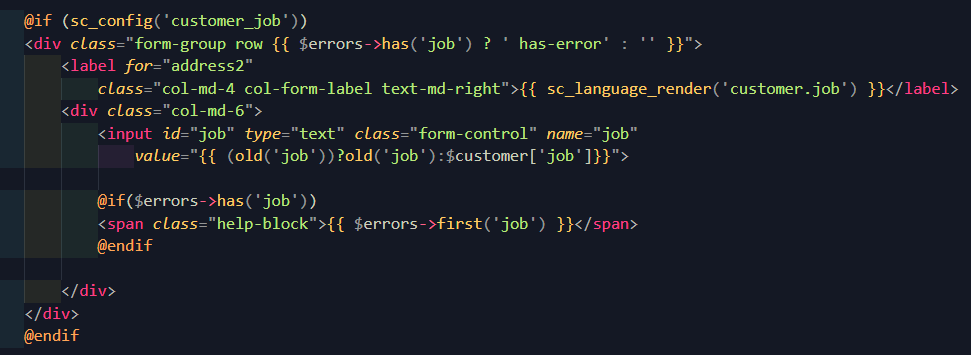 @if (sc_config('customer_job'))
<div class="form-group row {{ $errors->has('job') ? ' has-error' : '' }}">
<label for="address2"
class="col-md-4 col-form-label text-md-right">{{ sc_language_render('customer.job') }}</label>
<div class="col-md-6">
<input id="job" type="text" class="form-control" name="job"
value="{{ (old('job'))?old('job'):$customer['job']}}">
@if($errors->has('job'))
<span class="help-block">{{ $errors->first('job') }}</span>
@endif
</div>
</div>
@endif